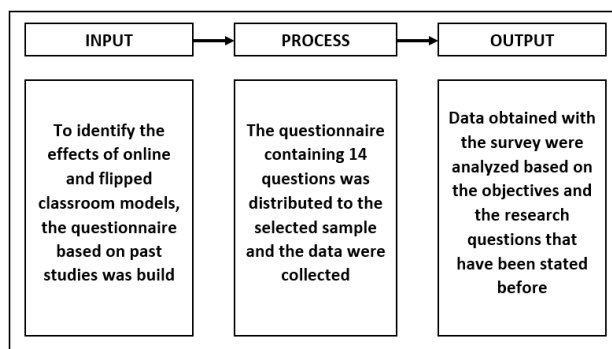 INPUT
PROCESS
OUTPUT
To identify the
effects of online
and flipped
classroom models,
the questionnaire
based on past
studies was build
The questionnaire
containing 14
questions was
distributed to the
selected sample
and the data were
collected
Data obtained with
the survey were
analyzed based on
the objectives and
the research
questions that
have been stated
before